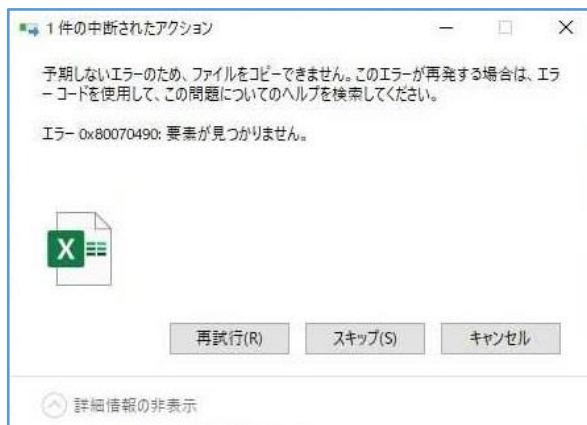 1 件の中断されたアクション
予期しないエラーのため、ファイルをコピーできません。このエラーが再発する場合は、エラ
ー コードを使用して、この問題についてのヘルプを検索してください。
エラー 0x80070490: 要素が見つかりません。
X
再試行(R)
スキップ(S)
キャンセル
詳細情報の非表示